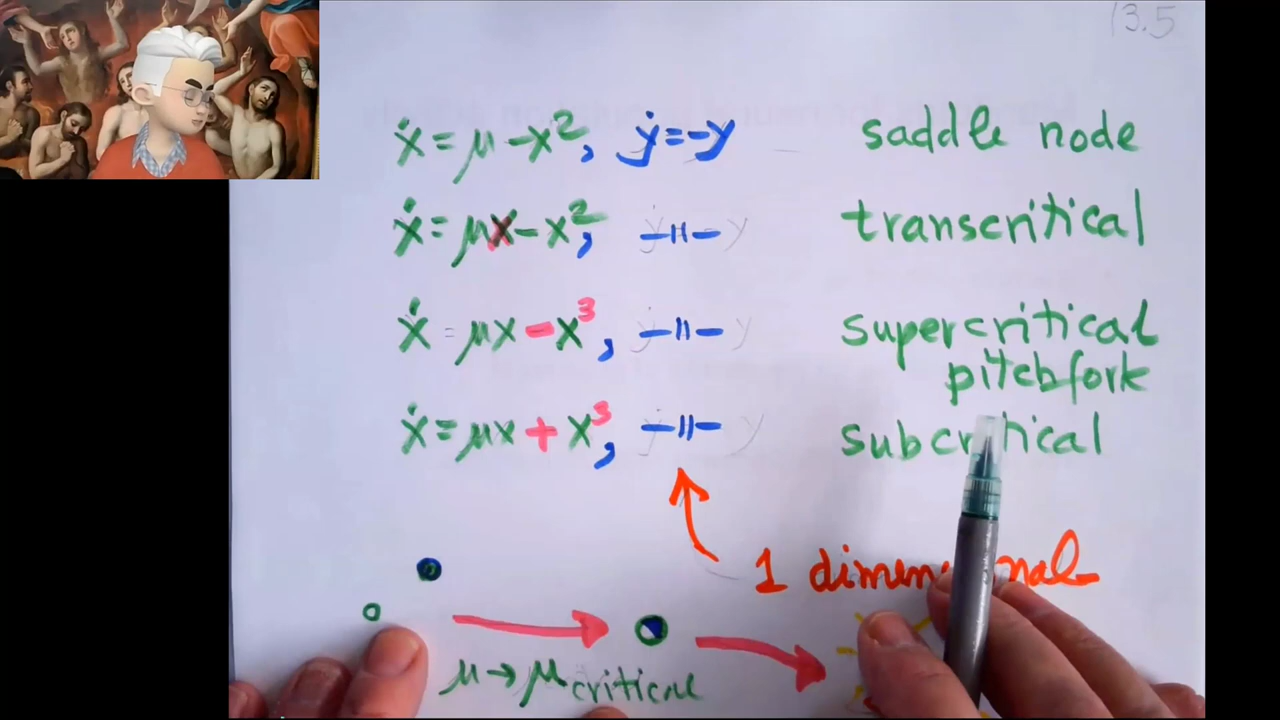 13.5
ẋ = μ - x², ẏ = -y saddle node
ẋ = μx - x², -〃- transcritical
ẋ = μx - x³, -〃- supercritical
pitchfork
ẋ = μx + x³, -〃- subcritical
1 dimensional
μ → μcritical